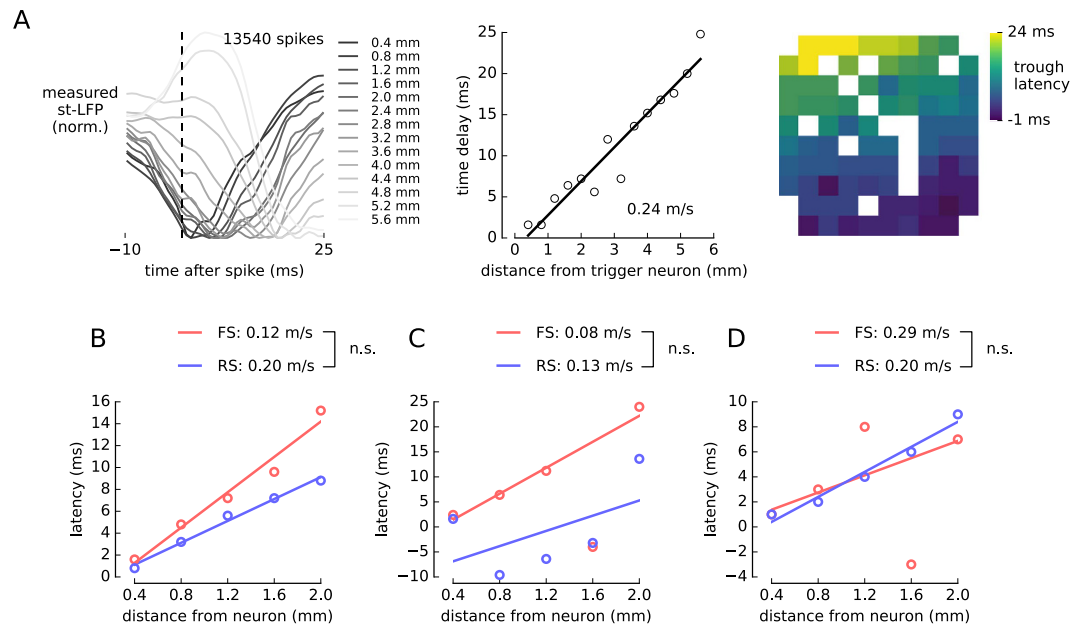 A
13540 spikes
measured
st-LFP
(norm.)
−10
25
time after spike (ms)
0.4 mm
0.8 mm
1.2 mm
1.6 mm
2.0 mm
2.4 mm
2.8 mm
3.2 mm
3.6 mm
4.0 mm
4.4 mm
4.8 mm
5.2 mm
5.6 mm
time delay (ms)
25
20
15
10
5
0
0.24 m/s
0 1 2 3 4 5 6
distance from trigger neuron (mm)
24 ms
trough
latency
-1 ms
B
FS: 0.12 m/s
RS: 0.20 m/s
n.s.
latency (ms)
16
14
12
10
8
6
4
2
0
0.4 0.8 1.2 1.6 2.0
distance from neuron (mm)
C
FS: 0.08 m/s
RS: 0.13 m/s
n.s.
latency (ms)
25
20
15
10
5
0
−5
−10
0.4 0.8 1.2 1.6 2.0
distance from neuron (mm)
D
FS: 0.29 m/s
RS: 0.20 m/s
n.s.
latency (ms)
10
8
6
4
2
0
−2
−4
0.4 0.8 1.2 1.6 2.0
distance from neuron (mm)